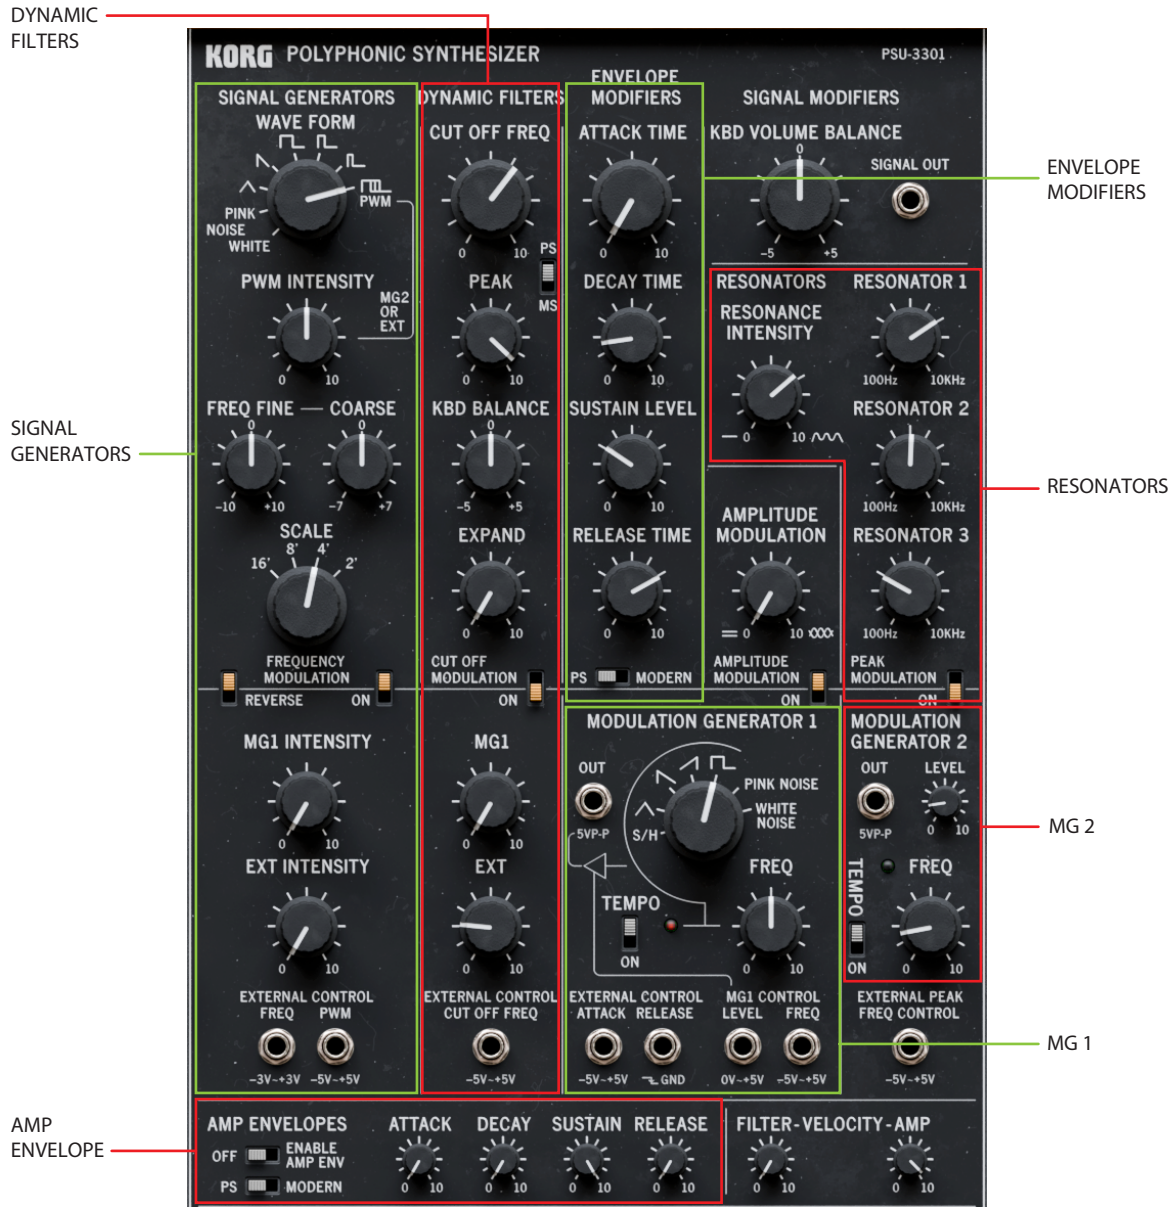 DYNAMIC
FILTERS
KORG POLYPHONIC SYNTHESIZER
PSU-3301
SIGNAL GENERATORS
WAVE FORM
PINK
NOISE
WHITE
PWM
PWM INTENSITY
MG2
OR
EXT
0 10
FREQ FINE — COARSE
0 0
-10 +10 -7 +7
SCALE
16' 8' 4' 2'
FREQUENCY
MODULATION
REVERSE ON
MG1 INTENSITY
0 10
EXT INTENSITY
0 10
EXTERNAL CONTROL
FREQ PWM
-3V~+3V -5V~+5V
DYNAMIC FILTERS
CUT OFF FREQ
0 10
PS
MS
PEAK
0 10
KBD BALANCE
0
-5 +5
EXPAND
0 10
CUT OFF
MODULATION
ON
MG1
0 10
EXT
0 10
EXTERNAL CONTROL
CUT OFF FREQ
-5V~+5V
ENVELOPE
MODIFIERS
ATTACK TIME
0 10
DECAY TIME
0 10
SUSTAIN LEVEL
0 10
RELEASE TIME
0 10
PS MODERN
SIGNAL MODIFIERS
KBD VOLUME BALANCE
0
-5 +5
SIGNAL OUT
RESONATORS
RESONANCE
INTENSITY
0 10
RESONATOR 1
100Hz 10KHz
RESONATOR 2
100Hz 10KHz
RESONATOR 3
100Hz 10KHz
AMPLITUDE
MODULATION
0 10
AMPLITUDE
MODULATION
ON
PEAK
MODULATION
ON
MODULATION GENERATOR 1
OUT
5VP-P
S/H
PINK NOISE
WHITE
NOISE
FREQ
0 10
TEMPO
ON
EXTERNAL CONTROL
ATTACK RELEASE
-5V~+5V GND
MG1 CONTROL
LEVEL FREQ
0V~+5V -5V~+5V
MODULATION
GENERATOR 2
OUT LEVEL
5VP-P 0 10
TEMPO
ON
FREQ
0 10
EXTERNAL PEAK
FREQ CONTROL
-5V~+5V
AMP ENVELOPES
OFF ENABLE
AMP ENV
PS MODERN
ATTACK DECAY SUSTAIN RELEASE
0 10 0 10 0 10 0 10
FILTER-VELOCITY-AMP
0 10 0 10
SIGNAL
GENERATORS
AMP
ENVELOPE
ENVELOPE
MODIFIERS
RESONATORS
MG 2
MG 1